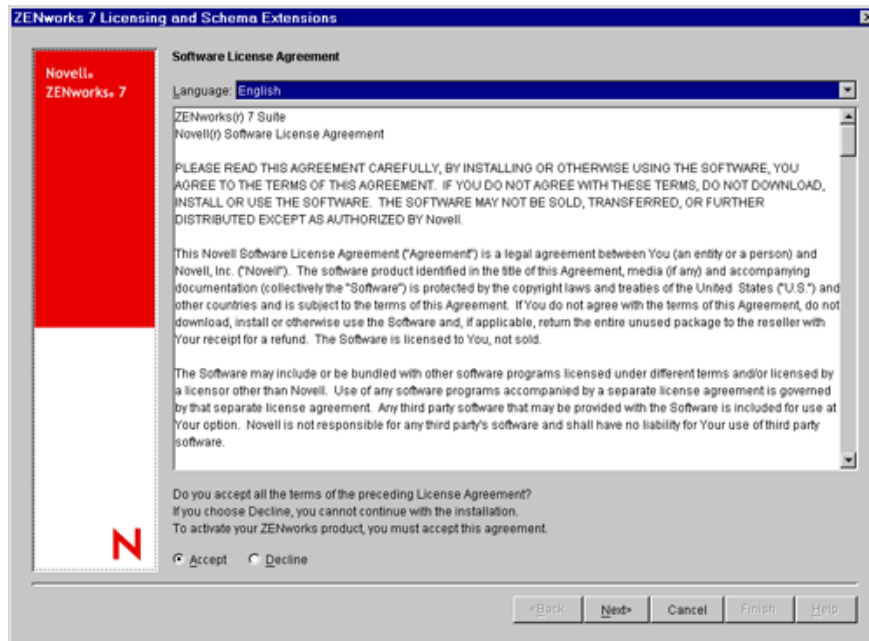 ZENworks 7 Licensing and Schema Extensions
Novell®
ZENworks® 7
Software License Agreement
Language: English
ZENworks(r) 7 Suite
Novell(r) Software License Agreement
PLEASE READ THIS AGREEMENT CAREFULLY, BY INSTALLING OR OTHERWISE USING THE SOFTWARE, YOU
AGREE TO THE TERMS OF THIS AGREEMENT. IF YOU DO NOT AGREE WITH THESE TERMS, DO NOT DOWNLOAD,
INSTALL OR USE THE SOFTWARE. THE SOFTWARE MAY NOT BE SOLD, TRANSFERRED, OR FURTHER
DISTRIBUTED EXCEPT AS AUTHORIZED BY Novell.
This Novell Software License Agreement ("Agreement") is a legal agreement between You (an entity or a person) and
Novell, Inc. ("Novell"). The software product identified in the title of this Agreement, media (if any) and accompanying
documentation (collectively the "Software") is protected by the copyright laws and treaties of the United States ("U.S.") and
other countries and is subject to the terms of this Agreement. If You do not agree with the terms of this Agreement, do not
download, install or otherwise use the Software and, if applicable, return the entire unused package to the reseller with
Your receipt for a refund. The Software is licensed to You, not sold.
The Software may include or be bundled with other software programs licensed under different terms and/or licensed by
a licensor other than Novell. Use of any software programs accompanied by a separate license agreement is governed
by that separate license agreement. Any third party software that may be provided with the Software is included for use at
Your option. Novell is not responsible for any third party's software and shall have no liability for Your use of third party
software.
Do you accept all the terms of the preceding License Agreement?
If you choose Decline, you cannot continue with the installation.
To activate your ZENworks product, you must accept this agreement.
N
Accept Decline
<Back Next> Cancel Finish Help